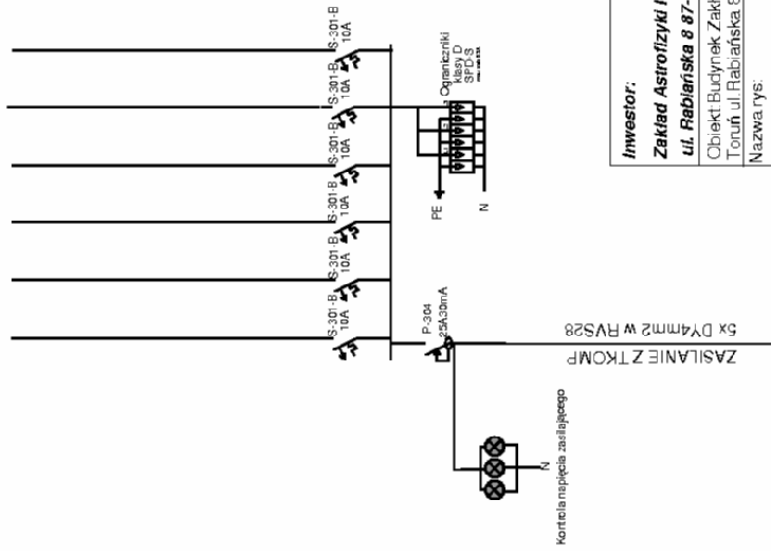 S-301-B
10A
S-301-B
10A
S-301-B
10A
S-301-B
10A
S-301-B
10A
S-301-B
10A
Ograniczniki
klasy D
SPD-S
PE
N
P-304
25A30mA
ZASILANIE Z TKOMP
5x DY4mm2 w RVS28
N
Kontrola napięcia zasilającego
Inwestor:
Zakład Astrofizyki
ul. Rabiańska 8 87-
Obiekt:Budynek Zakł
Toruń ul.Rabiańska 8
Nazwa rys: